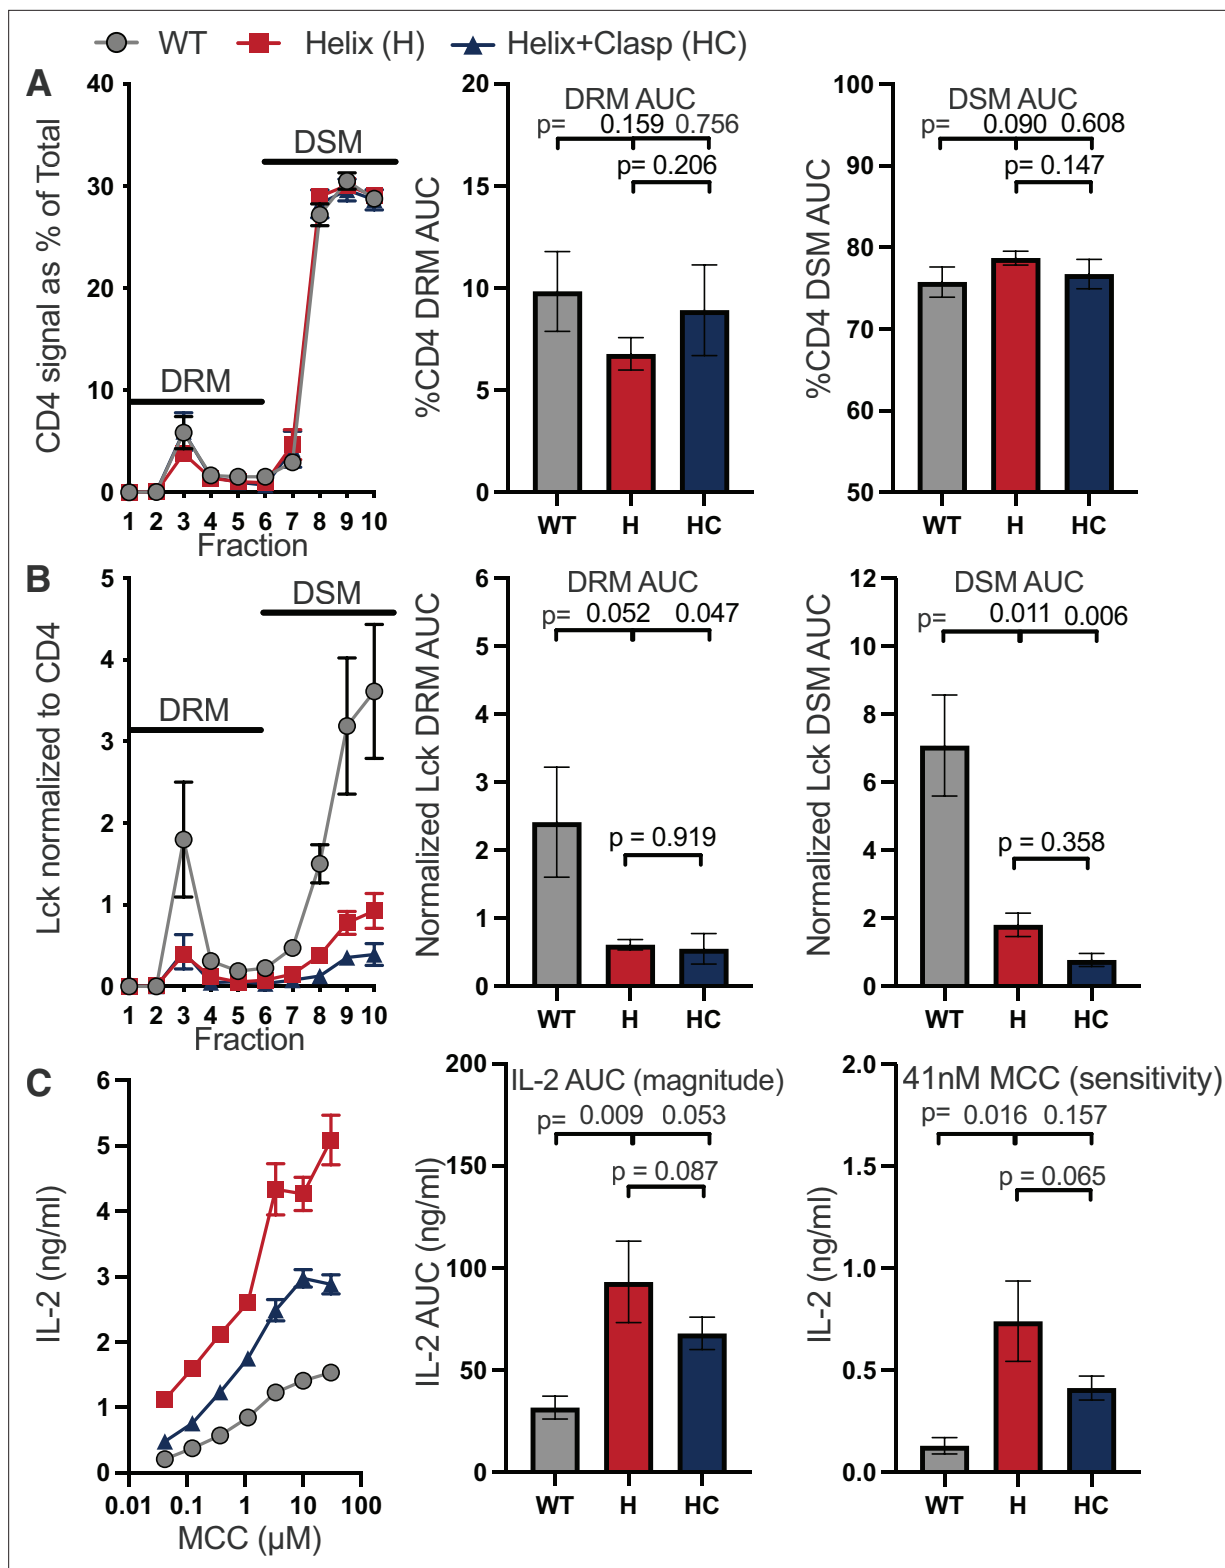 WT Helix (H) Helix+Clasp (HC)
A
CD4 signal as % of Total
40
30
20
10
0
DSM
DRM
1 2 3 4 5 6 7 8 9 10
Fraction
%CD4 DRM AUC
20
15
10
5
0
DRM AUC
p= 0.159 0.756
p= 0.206
WT H HC
%CD4 DSM AUC
100
90
80
70
60
50
DSM AUC
p= 0.090 0.608
p= 0.147
WT H HC
B
Lck normalized to CD4
5
4
3
2
1
0
DSM
DRM
1 2 3 4 5 6 7 8 9 10
Fraction
Normalized Lck DRM AUC
6
5
4
3
2
1
0
DRM AUC
p= 0.052 0.047
p = 0.919
WT H HC
Normalized Lck DSM AUC
12
10
8
6
4
2
0
DSM AUC
p= 0.011 0.006
p = 0.358
WT H HC
C
IL-2 (ng/ml)
6
5
4
3
2
1
0
0.01 0.1 1 10 100
MCC (µM)
IL-2 AUC (ng/ml)
200
150
100
50
0
IL-2 AUC (magnitude)
p= 0.009 0.053
p = 0.087
WT H HC
IL-2 (ng/ml)
2.0
1.5
1.0
0.5
0.0
41nM MCC (sensitivity)
p= 0.016 0.157
p = 0.065
WT H HC